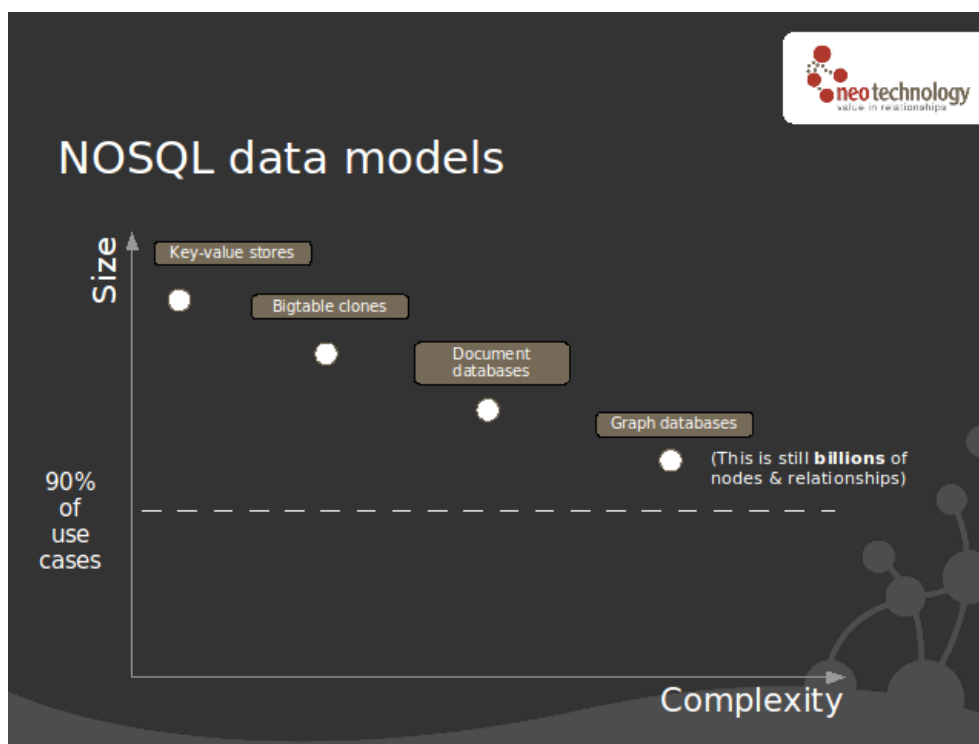 neotechnology
value in relationships
NOSQL data models
Size
Key-value stores
Bigtable clones
Document
databases
Graph databases
(This is still billions of
nodes & relationships)
90%
of
use
cases
Complexity